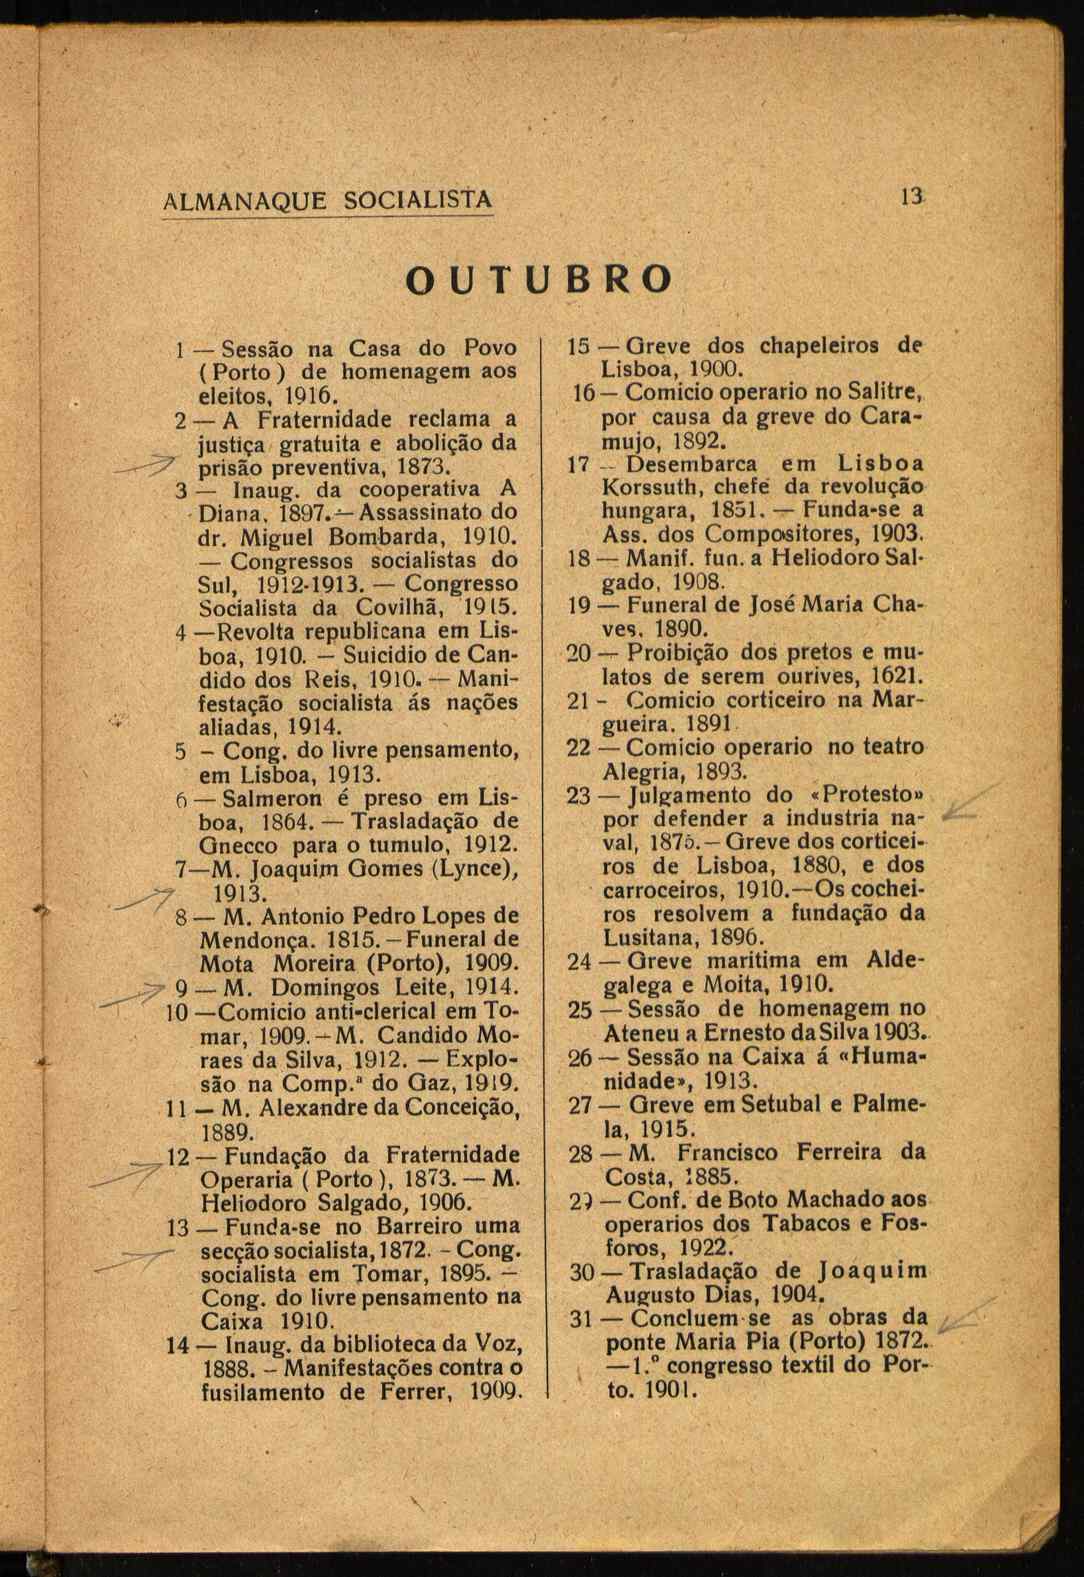 ALMANAQUE SOCIALISTA
13
OUTUBRO
1 — Sessão na Casa do Povo
(Porto) de homenagem aos
eleitos, 1916.
2 — A Fraternidade reclama a
justiça gratuita e abolição da
prisão preventiva, 1873.
3 — Inaug. da cooperativa A
Diana, 1897. — Assassinato do
dr. Miguel Bombarda, 1910.
— Congressos socialistas do
Sul, 1912-1913. — Congresso
Socialista da Covilhã, 1915.
4 —Revolta republicana em Lis-
boa, 1910. — Suicidio de Can-
dido dos Reis, 1910. — Mani-
festação socialista ás nações
aliadas, 1914.
5 – Cong. do livre pensamento,
em Lisboa, 1913.
6 — Salmeron é preso em Lis-
boa, 1864. — Trasladação de
Gnecco para o tumulo, 1912.
7—M. Joaquim Gomes (Lynce),
1913.
8 — M. Antonio Pedro Lopes de
Mendonça. 1815. – Funeral de
Mota Moreira (Porto), 1909.
9 — M. Domingos Leite, 1914.
10 —Comicio anti-clerical em To-
mar, 1909. – M. Candido Mo-
raes da Silva, 1912. — Explo-
são na Comp.ª do Gaz, 1919.
11 — M. Alexandre da Conceição,
1889.
12 — Fundação da Fraternidade
Operaria (Porto), 1873. — M.
Heliodoro Salgado, 1906.
13 — Funda-se no Barreiro uma
secção socialista, 1872. – Cong.
socialista em Tomar, 1895. —
Cong. do livre pensamento na
Caixa 1910.
14 — Inaug. da biblioteca da Voz,
1888. – Manifestações contra o
fusilamento de Ferrer, 1909.
15 — Greve dos chapeleiros de
Lisboa, 1900.
16 — Comicio operario no Salitre,
por causa da greve do Cara-
mujo, 1892.
17 – Desembarca em Lisboa
Korssuth, chefe da revolução
hungara, 1851. — Funda-se a
Ass. dos Compositores, 1903.
18 — Manif. fun. a Heliodoro Sal-
gado, 1908.
19 — Funeral de José Maria Cha-
ves, 1890.
20 — Proibição dos pretos e mu-
latos de serem ourives, 1621.
21 - Comicio corticeiro na Mar-
gueira. 1891.
22 — Comicio operario no teatro
Alegria, 1893.
23 — Julgamento do «Protesto»
por defender a industria na-
val, 1875. – Greve dos corticei-
ros de Lisboa, 1880, e dos
carroceiros, 1910.—Os cochei-
ros resolvem a fundação da
Lusitana, 1896.
24 — Greve maritima em Alde-
galega e Moita, 1910.
25 — Sessão de homenagem no
Ateneu a Ernesto da Silva 1903.
26 — Sessão na Caixa á «Huma-
nidade», 1913.
27 — Greve em Setubal e Palme-
la, 1915.
28 — M. Francisco Ferreira da
Costa, 1885.
29 — Conf. de Boto Machado aos
operarios dos Tabacos e Fos-
foros, 1922.
30 — Trasladação de Joaquim
Augusto Dias, 1904.
31 — Concluem-se as obras da
ponte Maria Pia (Porto) 1872.
—1.º congresso textil do Por-
to. 1901.